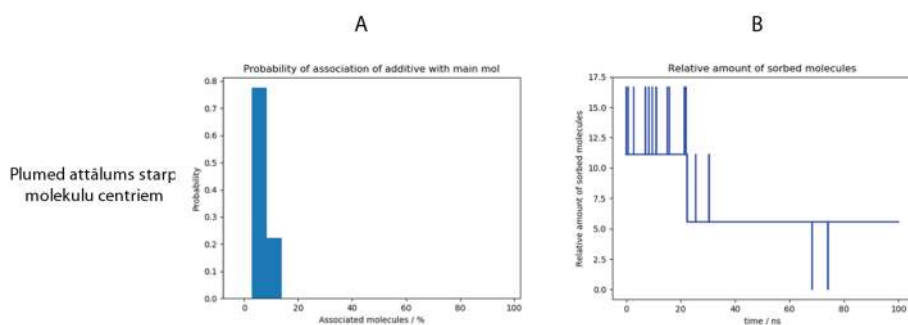 A
B
Plumed attālums starp
molekulu centriem
Probability of association of additive with main mol
Probability
0.8
0.7
0.6
0.5
0.4
0.3
0.2
0.1
0.0
0 20 40 60 80 100
Associated molecules / %
Relative amount of sorbed molecules
Relative amount of sorbed molecules
17.5
15.0
12.5
10.0
7.5
5.0
2.5
0.0
0 20 40 60 80 100
time / ns